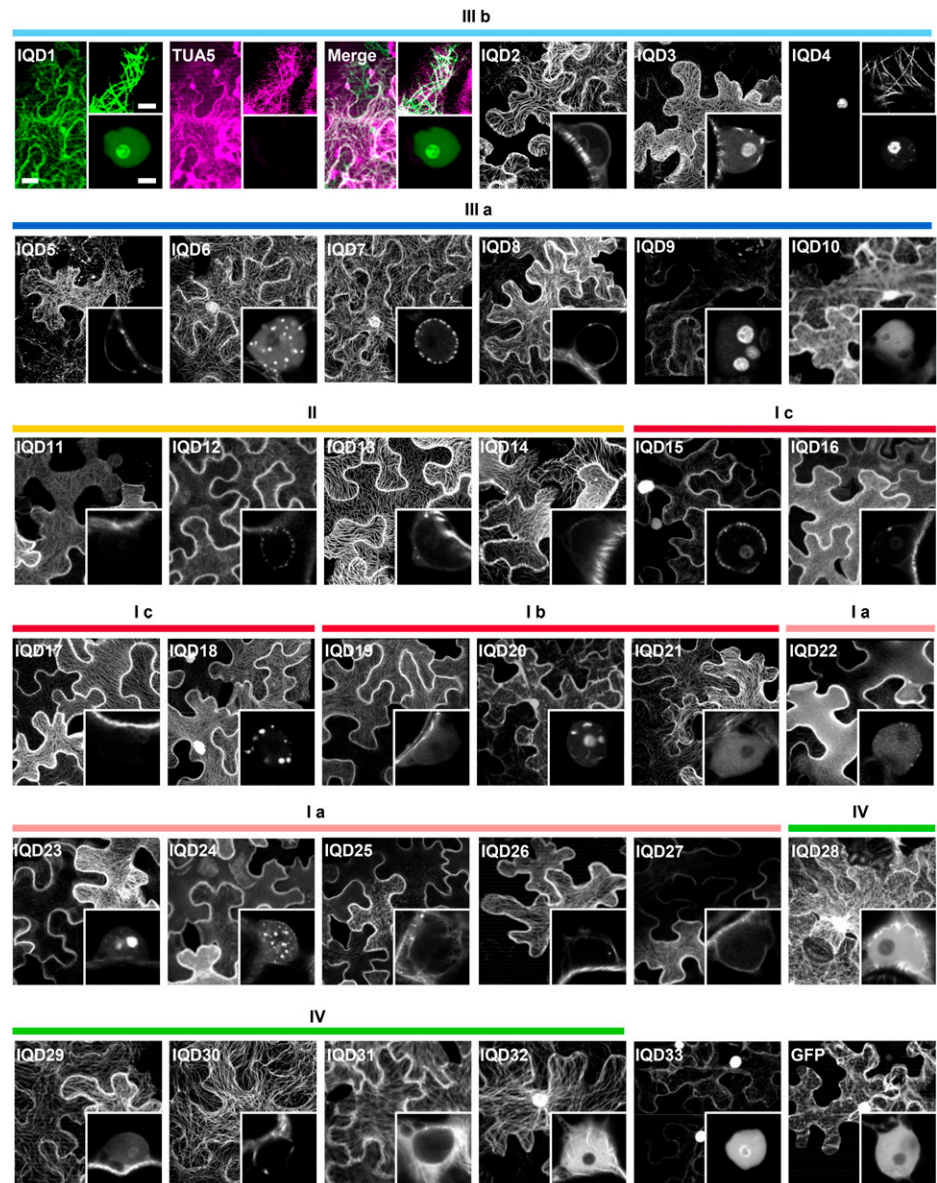 III b
IQD1 TUA5 Merge IQD2 IQD3 IQD4
III a
IQD5 IQD6 IQD7 IQD8 IQD9 IQD10
II I c
IQD11 IQD12 IQD13 IQD14 IQD15 IQD16
I c I b I a
IQD17 IQD18 IQD19 IQD20 IQD21 IQD22
I a IV
IQD23 IQD24 IQD25 IQD26 IQD27 IQD28
IV
IQD29 IQD30 IQD31 IQD32 IQD33 GFP